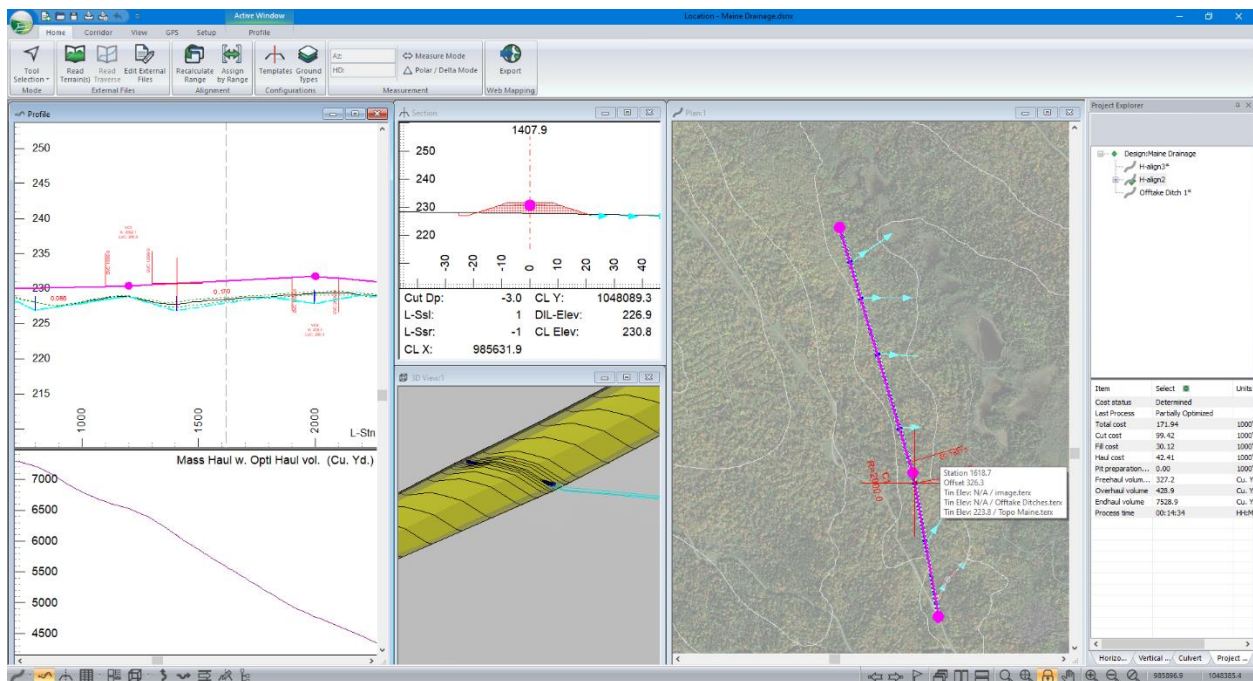 Active Window
Location - Maine Drainage.dsnx
Home Corridor View GPS Setup Profile
Tool Selection
Read Terrain(s)
Read Traverse
Edit External Files
Recalculate Range
Assign by Range
Templates
Ground Types
Az:
HD:
Measure Mode
Polar / Delta Mode
Export
Mode
External Files
Alignment
Configurations
Measurement
Web Mapping
Profile
250
245
240
235
230
225
220
215
0.086
0.170
1000
1500
2000
L-Stn
Mass Haul w. Opti Haul vol. (Cu. Yd.)
7000
6500
6000
5500
5000
4500
Section
1407.9
250
240
230
220
-30 -20 -10 0 10 20 30 40
Cut Dp: -3.0 CL Y: 1048089.3
L-Ssl: 1 DIL-Elev: 226.9
L-Ssr: -1 CL Elev: 230.8
CL X: 985631.9
3D View:1
Plan:1
C1
R=2000.0
Station 1618.7
Offset 326.3
Tin Elev: N/A / image.terx
Tin Elev: N/A / Offtake Ditches.terx
Tin Elev: 223.8 / Topo Maine.terx
Project Explorer
Design:Maine Drainage
H-align3*
H-align2
Offtake Ditch 1*
Item Select Units
Cost status Determined
Last Process Partially Optimized
Total cost 171.94
Cut cost 99.42
Fill cost 30.12
Haul cost 42.41
Pit preparation... 0.00
Freehaul volum... 327.2 Cu. Y
Overhaul volume 428.9 Cu. Y
Endhaul volume 7528.9 Cu. Y
Process time 00:14:34 HH:M
Horizo... Vertical ... Culvert Project ...
985896.9 1048385.4